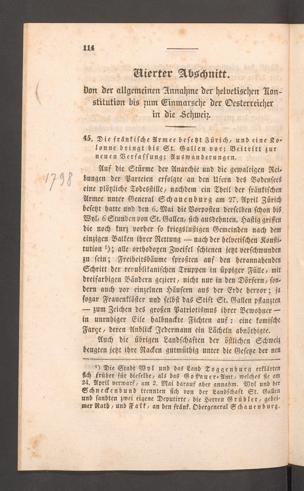 114
Vierter Abschnitt.
Von der allgemeinen Annahme der helvetischen Kon-
stitution bis zum Einmarsche der Oesterreicher
in die Schweiz.
45. Die fränkische Armee besetzt Zürich, und eine Ko-
lonne dringt bis St. Gallen vor; Beitritt zur
neuen Verfassung; Auswanderungen.
1798
Auf die Stürme der Anarchie und die gewaltigen Rei-
bungen der Parteien erfolgte an den Ufern des Bodensees
eine plötzliche Todesstille, nachdem ein Theil der fränkischen
Armee unter General Schauenburg am 27. April Zürich
besetzt hatte und den 6. Mai die Vorposten derselben schon bis
Wyl, 6 Stunden von St. Gallen, sich ausdehnten. Hastig griffen
die noch kurz vorher so kriegslustigen Gemeinden nach dem
einzigen Balken ihrer Rettung — nach der helvetischen Konsti-
tution ¹); alle orthodoxen Zweifel schienen jetzt verschwunden
zu sein; Freiheitsbäume sproßten auf den herannahenden
Schritt der republikanischen Truppen in üppiger Fülle, mit
dreifarbigen Bändern geziert, nicht nur in den Dörfern, son-
dern auch vor einzelnen Häusern aus der Erde hervor; ja
sogar Frauenklöster und selbst das Stift St. Gallen pflanzten
— zum Zeichen des großen Patriotismus ihrer Bewohner —
in unruhiger Eile halbnackte Fichten auf: eine komische
Farze, deren Anblick Jedermann ein Lächeln abnöthigte.
Auch die übrigen Landschaften der östlichen Schweiz
beugten jetzt ihre Nacken gutmüthig unter die Gesetze der neu
¹) Die Stadt Wyl und das Land Toggenburg erklärten
sich früher für dieselbe, als das Goßauer-Amt, welches sie am
24. April verwarf, am 2. Mai darauf aber annahm. Wyl und der
Schneckenbund trennten sich von der Landschaft St. Gallen
und sandten zwei eigene Deputirte, die Herren Grübler, gehei-
mer Rath, und Falk, an den fränk. Obergeneral Schauenburg.